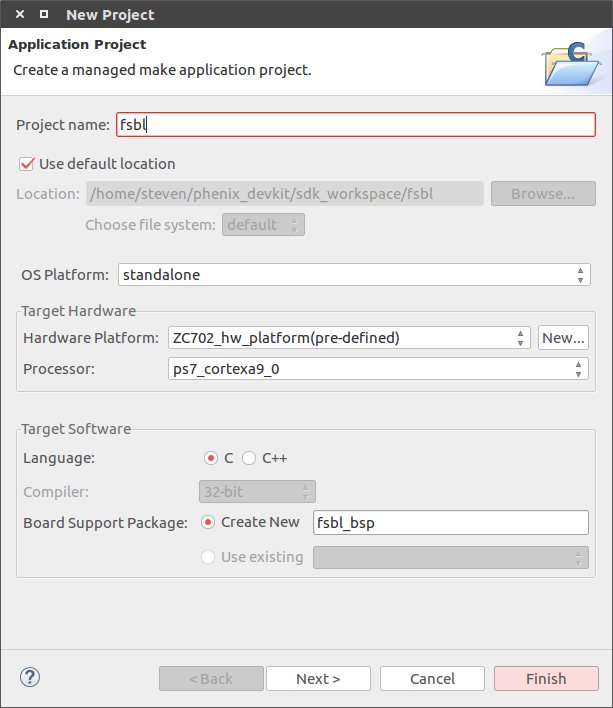 New Project
Application Project
Create a managed make application project.
Project name: fsbl
Use default location
Location: /home/steven/phenix_devkit/sdk_workspace/fsbl Browse...
Choose file system: default
OS Platform: standalone
Target Hardware
Hardware Platform: ZC702_hw_platform(pre-defined) New...
Processor: ps7_cortexa9_0
Target Software
Language: C C++
Compiler: 32-bit
Board Support Package: Create New fsbl_bsp
Use existing
? < Back Next > Cancel Finish